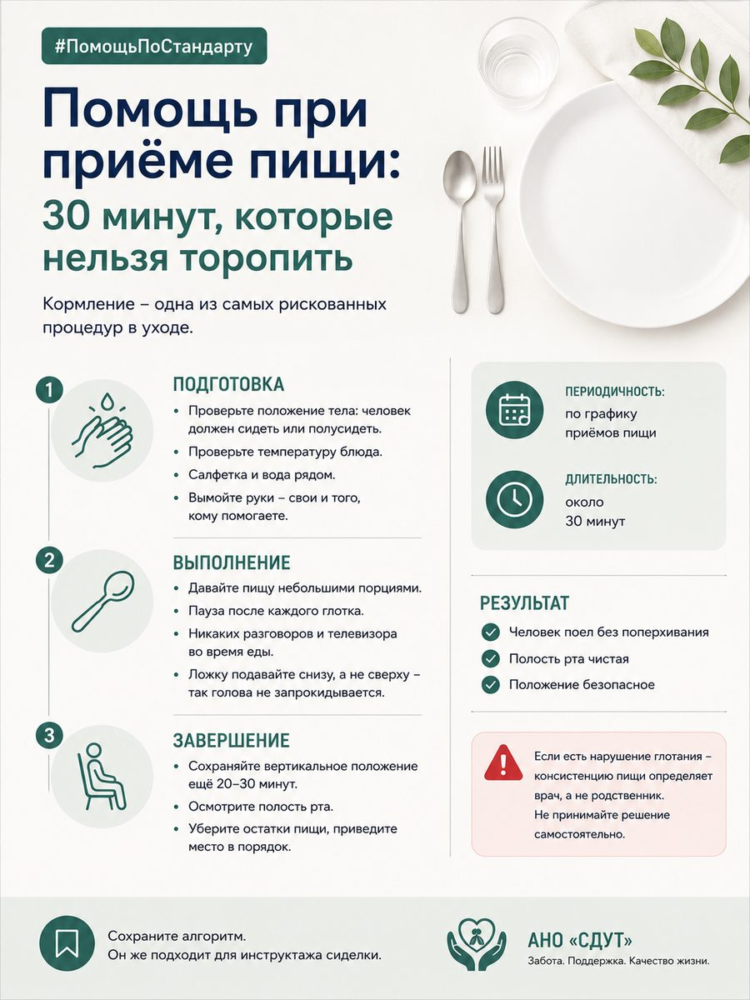 #ПомощьПоСтандарту
Помощь при
приёме пищи:
30 минут, которые
нельзя торопить
Кормление – одна из самых рискованных
процедур в уходе.
1
ПОДГОТОВКА
• Проверьте положение тела: человек
должен сидеть или полусидеть.
• Проверьте температуру блюда.
• Салфетка и вода рядом.
• Вымойте руки – свои и того,
кому помогаете.
2
ВЫПОЛНЕНИЕ
• Давайте пищу небольшими порциями.
• Пауза после каждого глотка.
• Никаких разговоров и телевизора
во время еды.
• Ложку подавайте снизу, а не сверху –
так голова не запрокидывается.
3
ЗАВЕРШЕНИЕ
• Сохраняйте вертикальное положение
ещё 20–30 минут.
• Осмотрите полость рта.
• Уберите остатки пищи, приведите
место в порядок.
ПЕРИОДИЧНОСТЬ:
по графику
приёмов пищи
ДЛИТЕЛЬНОСТЬ:
около
30 минут
РЕЗУЛЬТАТ
Человек поел без поперхивания
Полость рта чистая
Положение безопасное
Если есть нарушение глотания –
консистенцию пищи определяет
врач, а не родственник.
Не принимайте решение
самостоятельно.
Сохраните алгоритм.
Он же подходит для инструктажа сиделки.
АНО «СДУТ»
Забота. Поддержка. Качество жизни.